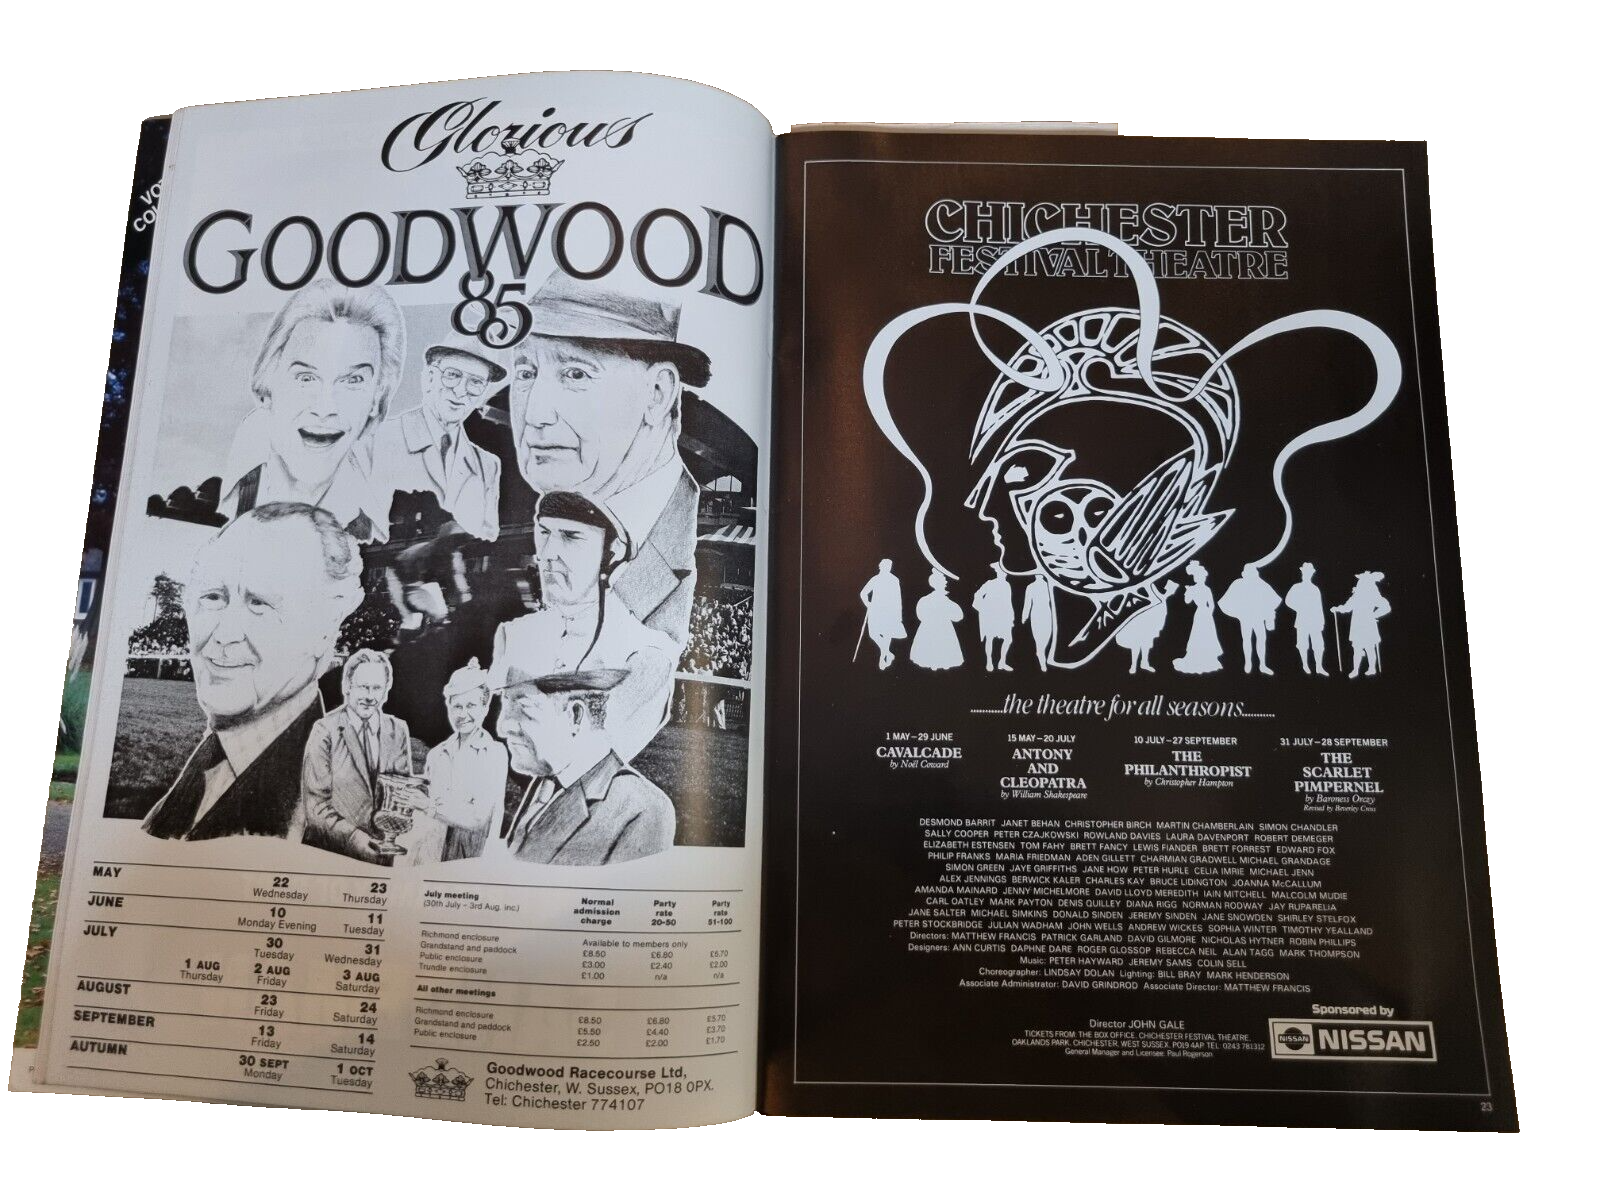 VO
COU
Glorious
GOODWOOD
85
MAY
22 23
Wednesday Thursday
JUNE
10 11
Monday Evening Tuesday
JULY
30 31
Tuesday Wednesday
1 AUG 2 AUG 3 AUG
Thursday Friday Saturday
AUGUST
23 24
Friday Saturday
SEPTEMBER
13 14
Friday Saturday
AUTUMN
30 SEPT 1 OCT
Monday Tuesday
July meeting
(30th July - 3rd Aug. inc.)
Normal admission charge
Party rate 20-50
Party rate 51-100
Richmond enclosure Available to members only
Grandstand and paddock £8.50 £6.80 £5.70
Public enclosure £3.00 £2.40 £2.00
Trundle enclosure £1.00 n/a n/a
All other meetings
Richmond enclosure £8.50 £6.80 £5.70
Grandstand and paddock £5.50 £4.40 £3.70
Public enclosure £2.50 £2.00 £1.70
Goodwood Racecourse Ltd,
Chichester, W. Sussex, PO18 0PX.
Tel: Chichester 774107
CHICHESTER
FESTIVAL THEATRE
...........the theatre for all seasons...........
1 MAY – 29 JUNE
CAVALCADE
by Noël Coward
15 MAY – 20 JULY
ANTONY
AND
CLEOPATRA
by William Shakespeare
10 JULY – 27 SEPTEMBER
THE
PHILANTHROPIST
by Christopher Hampton
31 JULY – 28 SEPTEMBER
THE
SCARLET
PIMPERNEL
by Baroness Orczy
Revised by Beverley Cross
DESMOND BARRIT JANET BEHAN CHRISTOPHER BIRCH MARTIN CHAMBERLAIN SIMON CHANDLER
SALLY COOPER PETER CZAJKOWSKI ROWLAND DAVIES LAURA DAVENPORT ROBERT DEMEGER
ELIZABETH ESTENSEN TOM FAHY BRETT FANCY LEWIS FIANDER BRETT FORREST EDWARD FOX
PHILIP FRANKS MARIA FRIEDMAN ADEN GILLETT CHARMIAN GRADWELL MICHAEL GRANDAGE
SIMON GREEN JAYE GRIFFITHS JANE HOW PETER HURLE CELIA IMRIE MICHAEL JENN
ALEX JENNINGS BERWICK KALER CHARLES KAY BRUCE LIDINGTON JOANNA McCALLUM
AMANDA MAINARD JENNY MICHELMORE DAVID LLOYD MEREDITH IAIN MITCHELL MALCOLM MUDIE
CARL OATLEY MARK PAYTON DENIS QUILLEY DIANA RIGG NORMAN RODWAY JAY RUPARELIA
JANE SALTER MICHAEL SIMKINS DONALD SINDEN JEREMY SINDEN JANE SNOWDEN SHIRLEY STELFOX
PETER STOCKBRIDGE JULIAN WADHAM JOHN WELLS ANDREW WICKES SOPHIA WINTER TIMOTHY YEALLAND
Directors: MATTHEW FRANCIS PATRICK GARLAND DAVID GILMORE NICHOLAS HYTNER ROBIN PHILLIPS
Designers: ANN CURTIS DAPHNE DARE ROGER GLOSSOP REBECCA NEIL ALAN TAGG MARK THOMPSON
Music: PETER HAYWARD JEREMY SAMS COLIN SELL
Choreographer: LINDSAY DOLAN Lighting: BILL BRAY MARK HENDERSON
Associate Administrator: DAVID GRINDROD Associate Director: MATTHEW FRANCIS
Director JOHN GALE
TICKETS FROM: THE BOX OFFICE, CHICHESTER FESTIVAL THEATRE,
OAKLANDS PARK, CHICHESTER, WEST SUSSEX. PO19 4AP TEL: 0243 781312
General Manager and Licensee: Paul Rogerson
Sponsored by
NISSAN
NISSAN
23